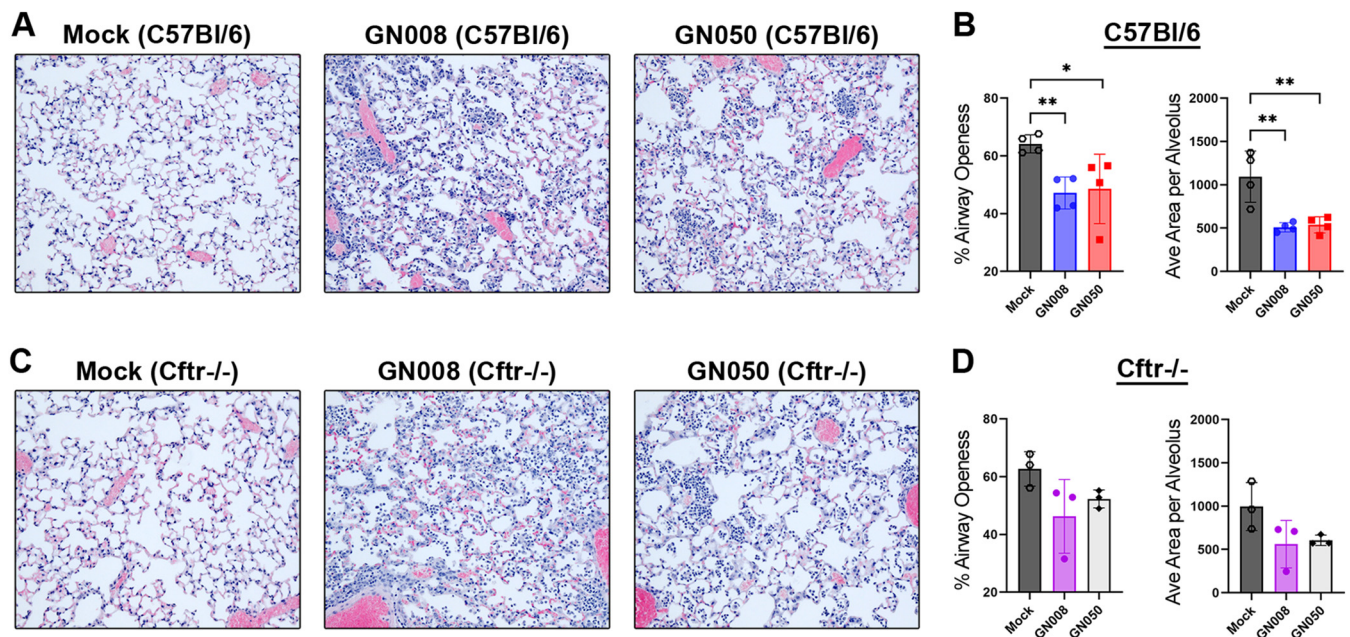 A
Mock (C57Bl/6)
GN008 (C57Bl/6)
GN050 (C57Bl/6)
B
C57Bl/6
% Airway Openess
80
60
40
20
**
*
Mock
GN008
GN050
Ave Area per Alveolus
2000
1500
1000
500
0
**
**
Mock
GN008
GN050
C
Mock (Cftr-/-)
GN008 (Cftr-/-)
GN050 (Cftr-/-)
D
Cftr-/-
% Airway Openess
80
60
40
20
Mock
GN008
GN050
Ave Area per Alveolus
2000
1500
1000
500
0
Mock
GN008
GN050